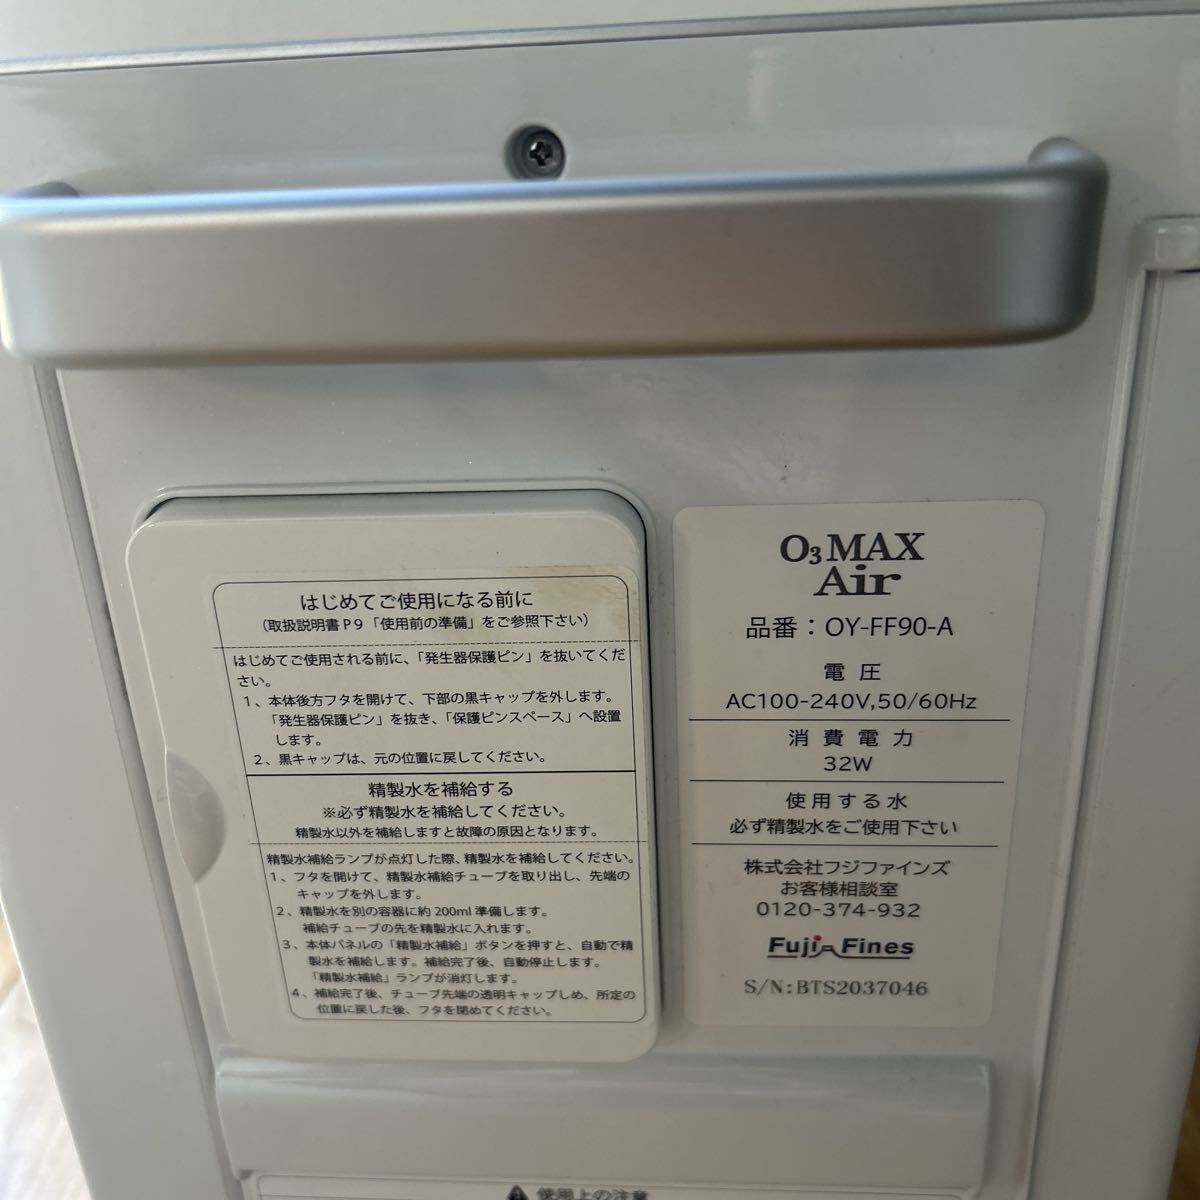 はじめてご使用になる前に
（取扱説明書P9「使用前の準備」をご参照下さい）
はじめてご使用される前に、「発生器保護ピン」を抜いてくだ
さい。
1、本体後方フタを開けて、下部の黒キャップを外します。
「発生器保護ピン」を抜き、「保護ピンスペース」へ設置
します。
2、黒キャップは、元の位置に戻してください。
精製水を補給する
※必ず精製水を補給してください。
精製水以外を補給しますと故障の原因となります。
精製水補給ランプが点灯した際、精製水を補給してください。
1、フタを開けて、精製水補給チューブを取り出し、先端の
キャップを外します。
2、精製水を別の容器に約200ml準備します。
補給チューブの先を精製水に入れます。
3、本体パネルの「精製水補給」ボタンを押すと、自動で精
製水を補給します。補給完了後、自動停止します。
「精製水補給」ランプが消灯します。
4、補給完了後、チューブ先端の透明キャップしめ、所定の
位置に戻した後、フタを閉めてください。
O3 MAX
Air
品番：OY-FF90-A
電圧
AC100-240V,50/60Hz
消費電力
32W
使用する水
必ず精製水をご使用下さい
株式会社フジファインズ
お客様相談室
0120-374-932
Fuji Fines
S/N:BTS2037046
使用上の注意